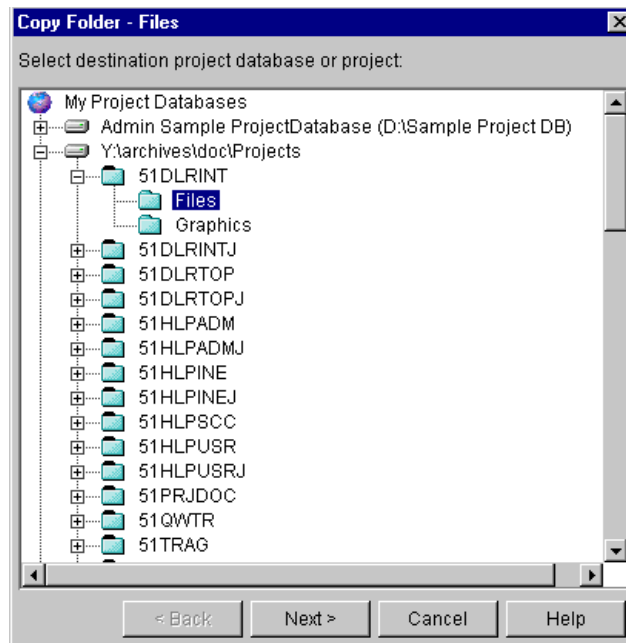 Copy Folder - Files
Select destination project database or project:
My Project Databases
Admin Sample ProjectDatabase (D:\Sample Project DB)
Y:\archives\doc\Projects
51DLRINT
Files
Graphics
51DLRINTJ
51DLRTOP
51DLRTOPJ
51HLPADM
51HLPADMJ
51HLPINE
51HLPINEJ
51HLPSCC
51HLPUSR
51HLPUSRJ
51PRJDOC
51QWTR
51TRAG
< Back Next > Cancel Help